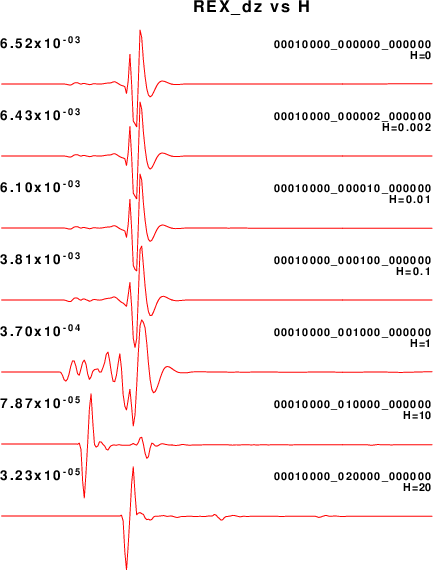 REX_dz vs H
6.52x10-03 00010000_000000_000000
H=0
6.43x10-03 00010000_000002_000000
H=0.002
6.10x10-03 00010000_000010_000000
H=0.01
3.81x10-03 00010000_000100_000000
H=0.1
3.70x10-04 00010000_001000_000000
H=1
7.87x10-05 00010000_010000_000000
H=10
3.23x10-05 00010000_020000_000000
H=20